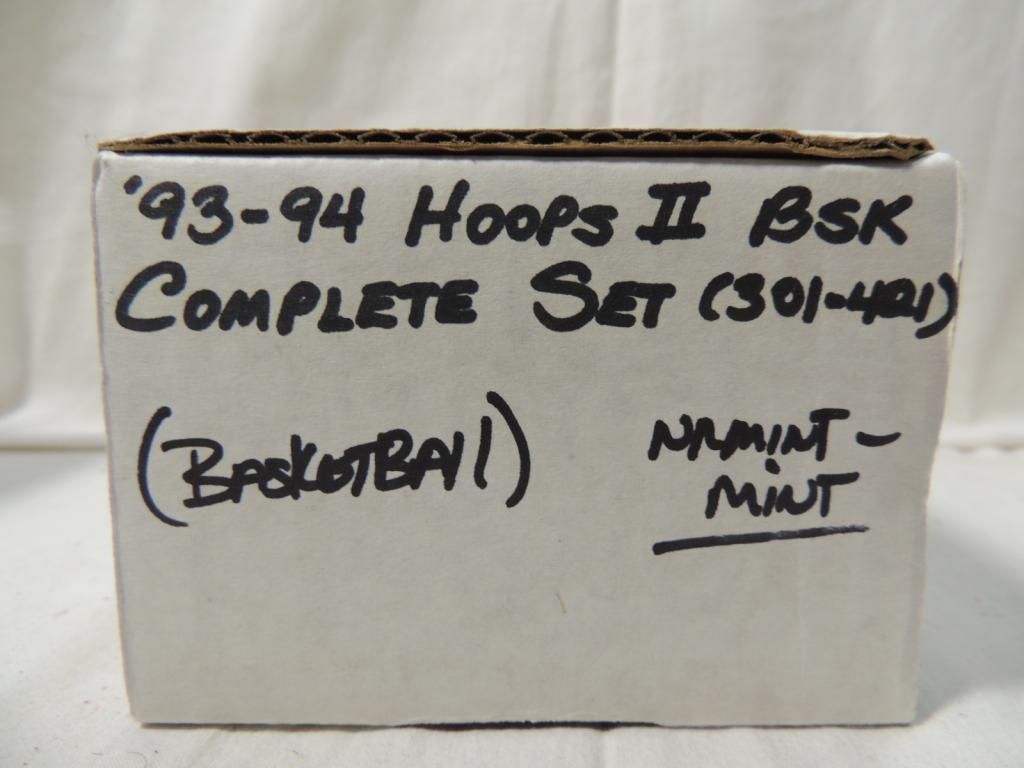 '93-94 HOOPS II BSK
COMPLETE SET (301-421)
(BASKETBALL)
NRMINT-
MINT